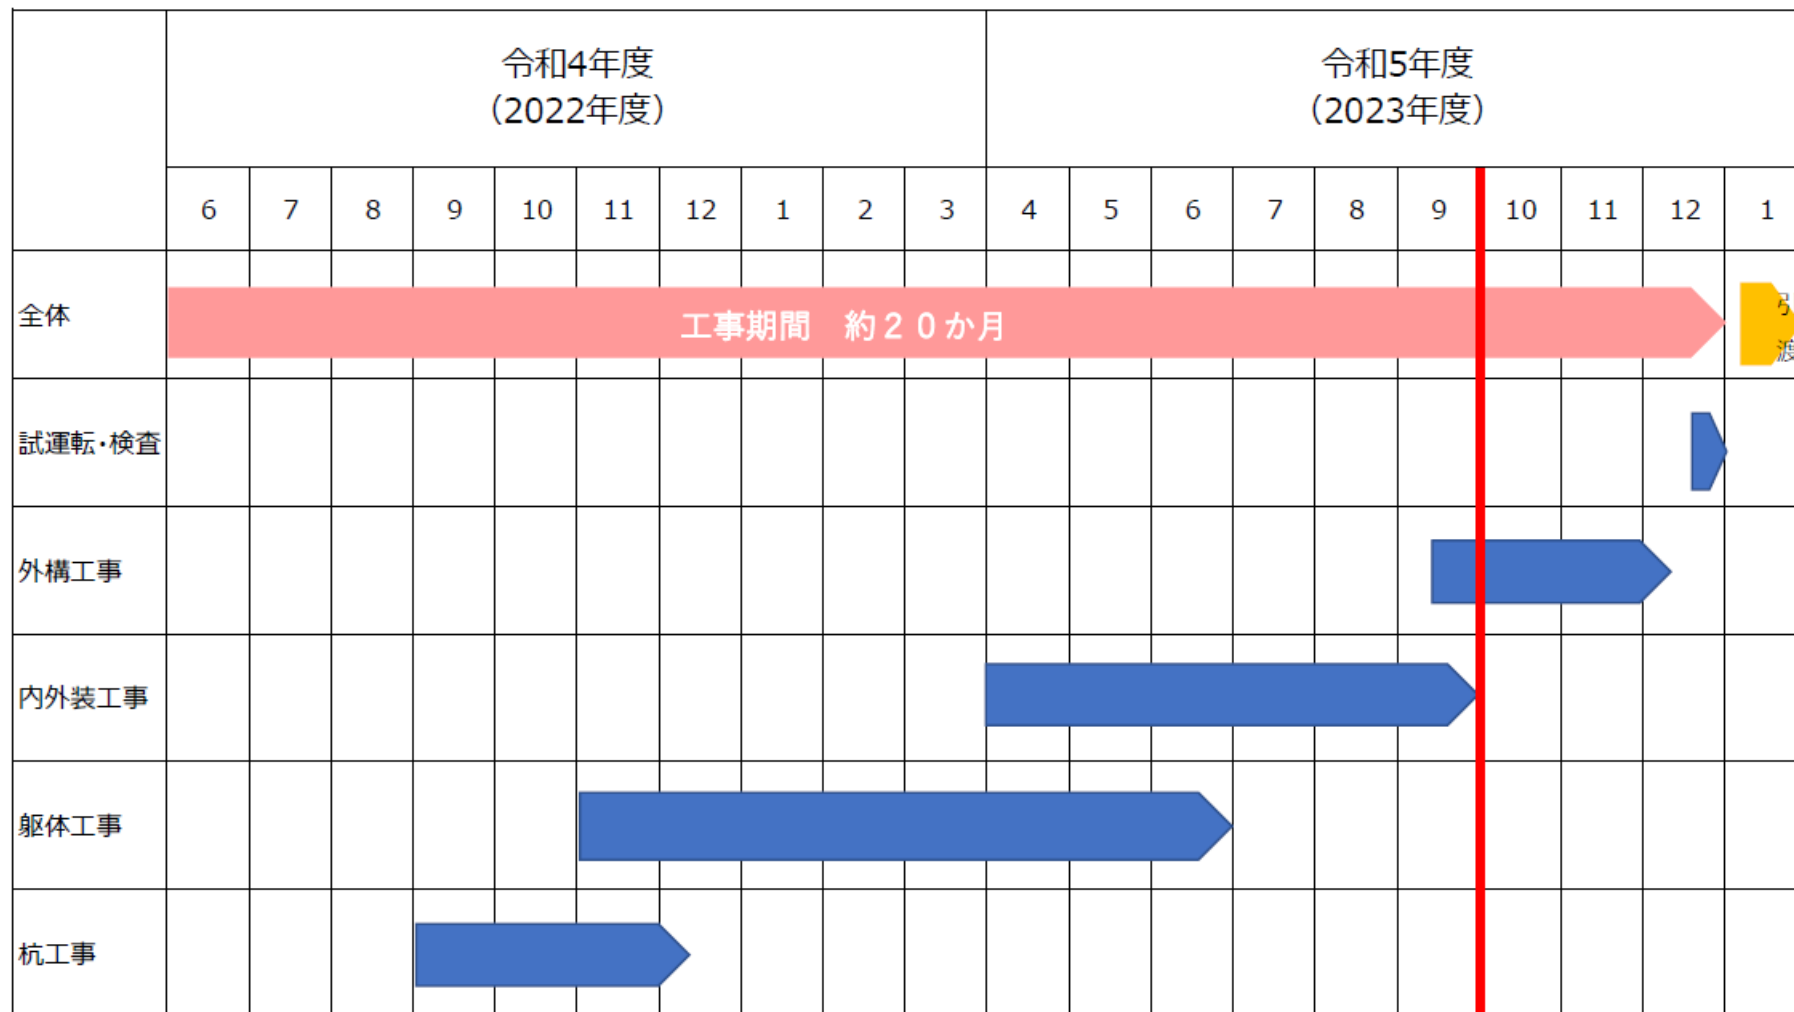 令和4年度
（2022年度）
令和5年度
（2023年度）
6 7 8 9 10 11 12 1 2 3 4 5 6 7 8 9 10 11 12 1
全体
工事期間　約２０か月
渡
試運転・検査
外構工事
内外装工事
躯体工事
杭工事